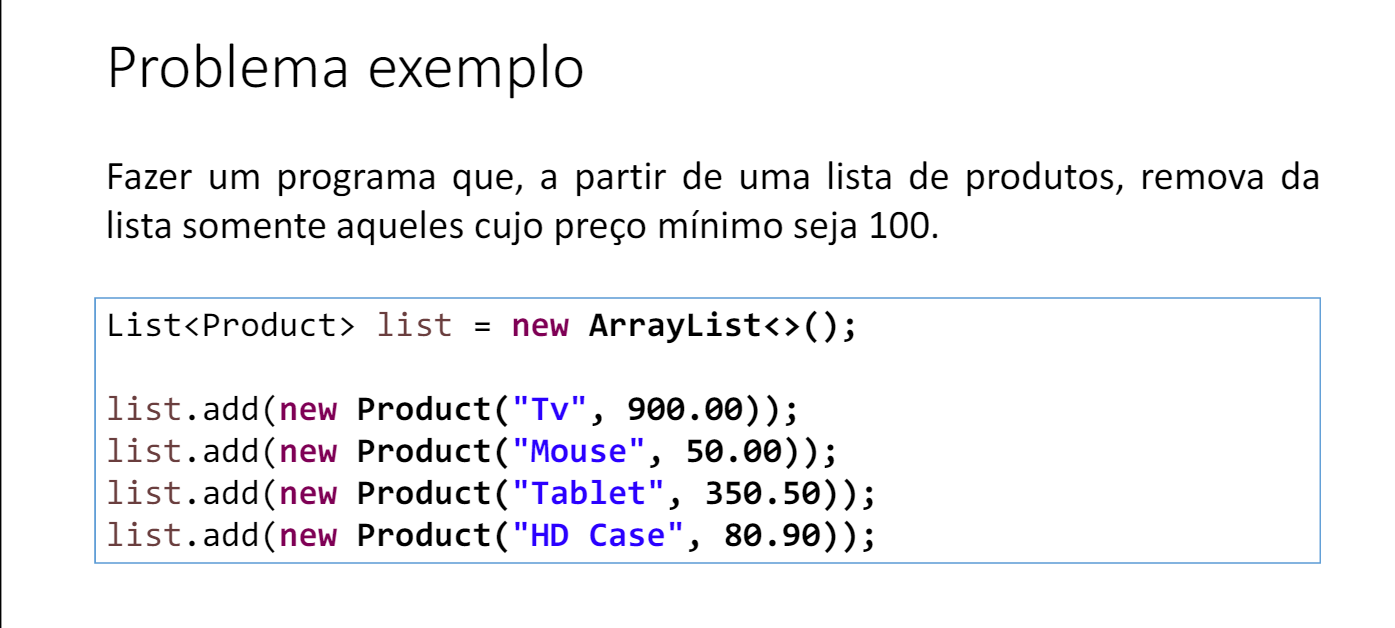 Problema exemplo
Fazer um programa que, a partir de uma lista de produtos, remova da
lista somente aqueles cujo preço mínimo seja 100.
List<Product> list = new ArrayList<>();
list.add(new Product("Tv", 900.00));
list.add(new Product("Mouse", 50.00));
list.add(new Product("Tablet", 350.50));
list.add(new Product("HD Case", 80.90));